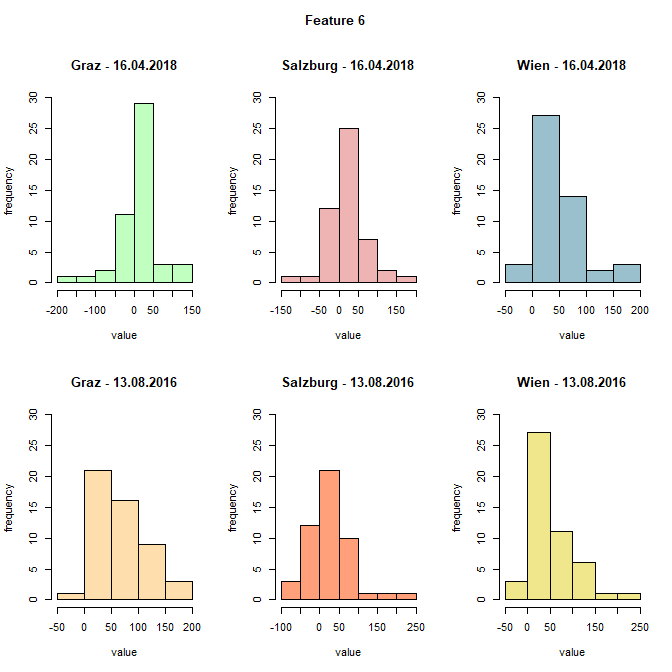 Feature 6
Graz - 16.04.2018
Salzburg - 16.04.2018
Wien - 16.04.2018
frequency
0 5 10 15 20 25 30
-200 -100 0 50 150
value
frequency
0 5 10 15 20 25 30
-150 -50 0 50 150
value
frequency
0 5 10 15 20 25 30
-50 0 50 100 150 200
value
Graz - 13.08.2016
Salzburg - 13.08.2016
Wien - 13.08.2016
frequency
0 5 10 15 20 25 30
-50 0 50 100 150 200
value
frequency
0 5 10 15 20 25 30
-100 0 50 150 250
value
frequency
0 5 10 15 20 25 30
-50 0 50 150 250
value